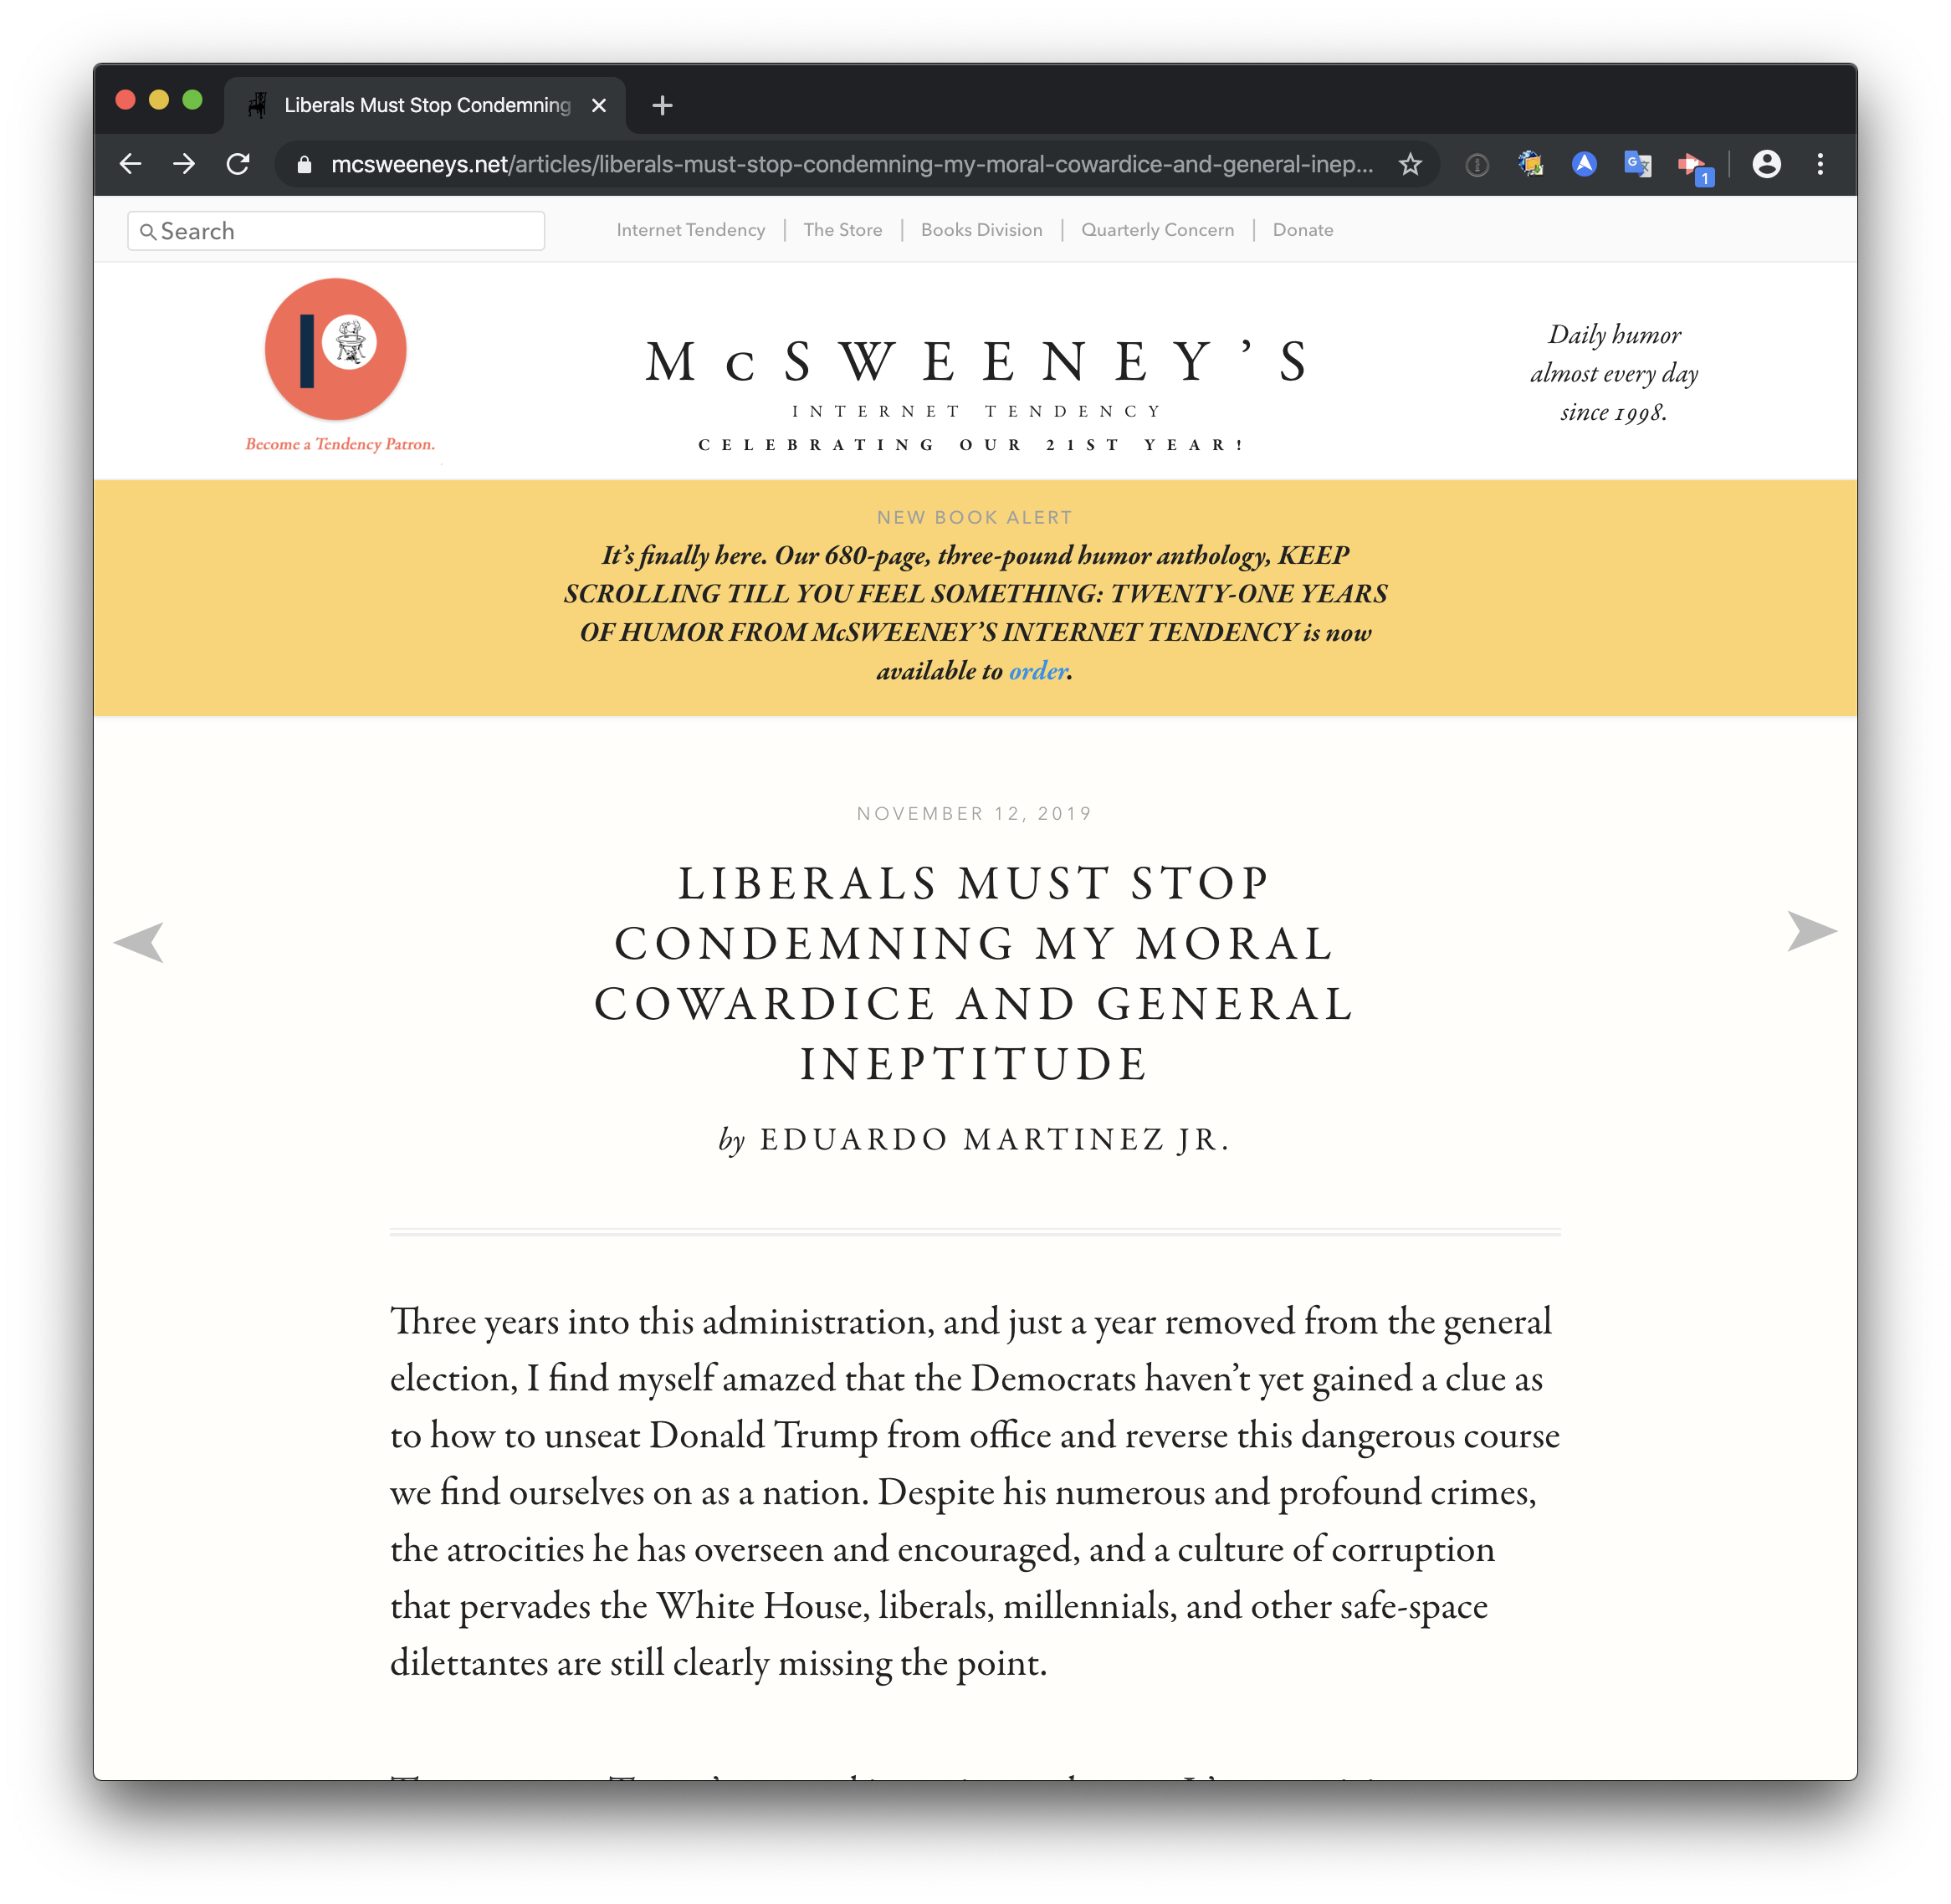 Liberals Must Stop Condemning
mcsweeneys.net/articles/liberals-must-stop-condemning-my-moral-cowardice-and-general-inep...
1
Search
Internet Tendency | The Store | Books Division | Quarterly Concern | Donate
Become a Tendency Patron.
McSWEENEY’S
INTERNET TENDENCY
CELEBRATING OUR 21ST YEAR!
Daily humor
almost every day
since 1998.
NEW BOOK ALERT
It’s finally here. Our 680-page, three-pound humor anthology, KEEP
SCROLLING TILL YOU FEEL SOMETHING: TWENTY-ONE YEARS
OF HUMOR FROM McSWEENEY’S INTERNET TENDENCY is now
available to order.
NOVEMBER 12, 2019
LIBERALS MUST STOP
CONDEMNING MY MORAL
COWARDICE AND GENERAL
INEPTITUDE
by EDUARDO MARTINEZ JR.
Three years into this administration, and just a year removed from the general
election, I find myself amazed that the Democrats haven’t yet gained a clue as
to how to unseat Donald Trump from office and reverse this dangerous course
we find ourselves on as a nation. Despite his numerous and profound crimes,
the atrocities he has overseen and encouraged, and a culture of corruption
that pervades the White House, liberals, millennials, and other safe-space
dilettantes are still clearly missing the point.